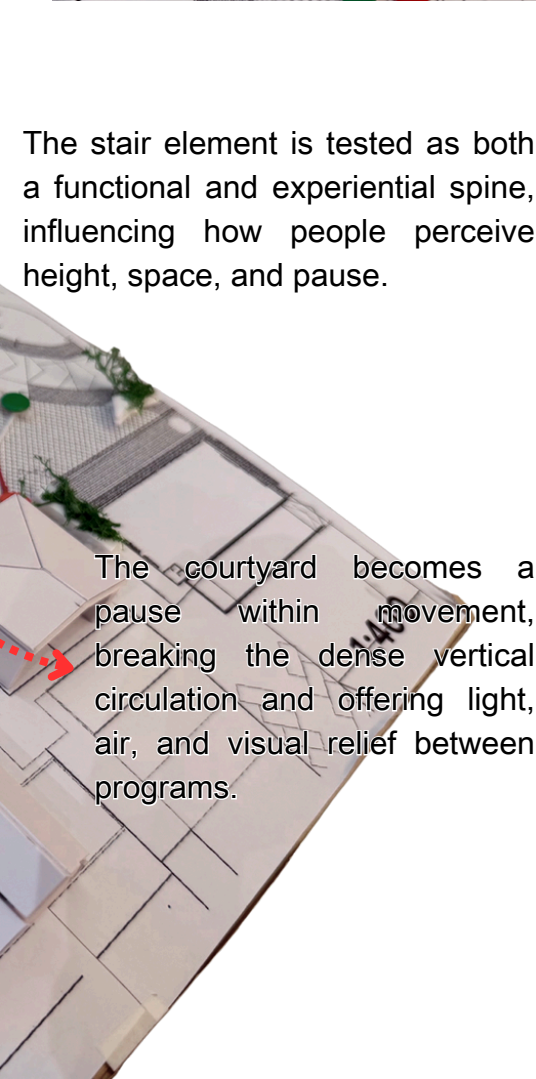 The stair element is tested as both
a functional and experiential spine,
influencing how people perceive
height, space, and pause.
The courtyard becomes a
pause within movement,
1:400
breaking the dense vertical
circulation and offering light,
air, and visual relief between
programs.